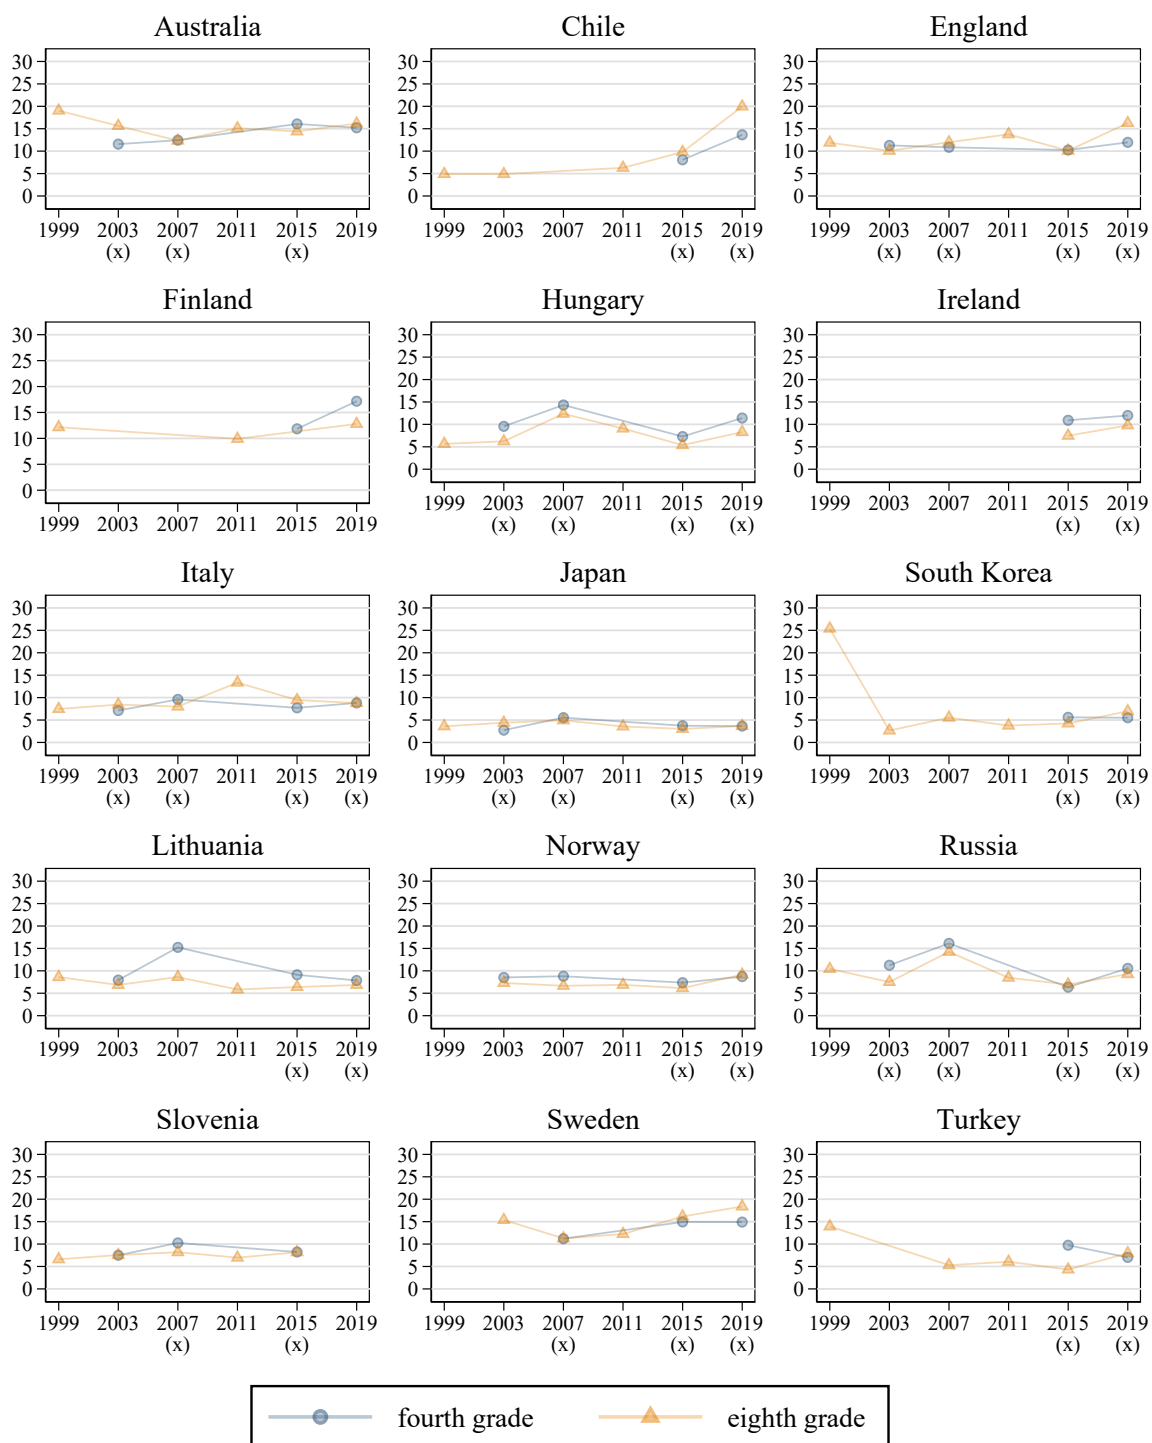 Australia Chile England
30 30 30
25 25 25
20 20 20
15 15 15
10 10 10
5 5 5
0 0 0
1999 2003 2007 2011 2015 2019 1999 2003 2007 2011 2015 2019 1999 2003 2007 2011 2015 2019
(x) (x) (x) (x) (x) (x) (x) (x) (x)
Finland Hungary Ireland
30 30 30
25 25 25
20 20 20
15 15 15
10 10 10
5 5 5
0 0 0
1999 2003 2007 2011 2015 2019 1999 2003 2007 2011 2015 2019 1999 2003 2007 2011 2015 2019
(x) (x) (x) (x) (x) (x)
Italy Japan South Korea
30 30 30
25 25 25
20 20 20
15 15 15
10 10 10
5 5 5
0 0 0
1999 2003 2007 2011 2015 2019 1999 2003 2007 2011 2015 2019 1999 2003 2007 2011 2015 2019
(x) (x) (x) (x) (x) (x) (x) (x) (x) (x)
Lithuania Norway Russia
30 30 30
25 25 25
20 20 20
15 15 15
10 10 10
5 5 5
0 0 0
1999 2003 2007 2011 2015 2019 1999 2003 2007 2011 2015 2019 1999 2003 2007 2011 2015 2019
(x) (x) (x) (x) (x) (x) (x) (x)
Slovenia Sweden Turkey
30 30 30
25 25 25
20 20 20
15 15 15
10 10 10
5 5 5
0 0 0
1999 2003 2007 2011 2015 2019 1999 2003 2007 2011 2015 2019 1999 2003 2007 2011 2015 2019
(x) (x) (x) (x) (x) (x) (x)
fourth grade eighth grade